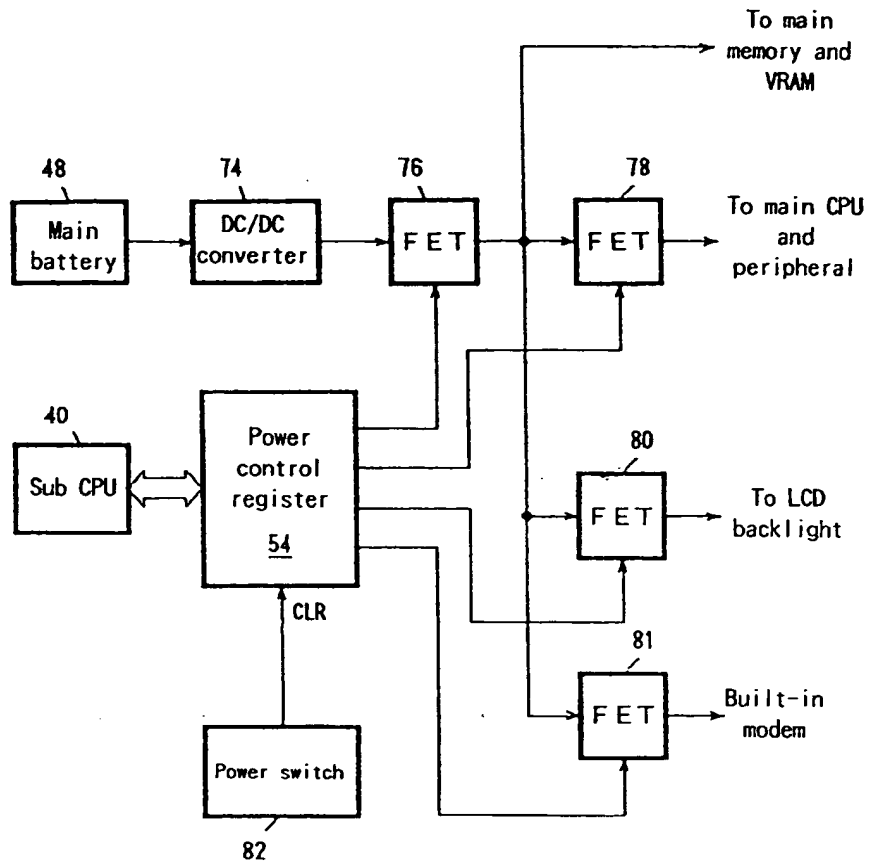 To main
memory and
VRAM
48
74
76
78
Main
battery
DC/DC
converter
FET
FET
To main CPU
and
peripheral
40
Sub CPU
Power
control
register
54
80
FET
To LCD
backlight
CLR
81
FET
Built-in
modem
Power switch
82